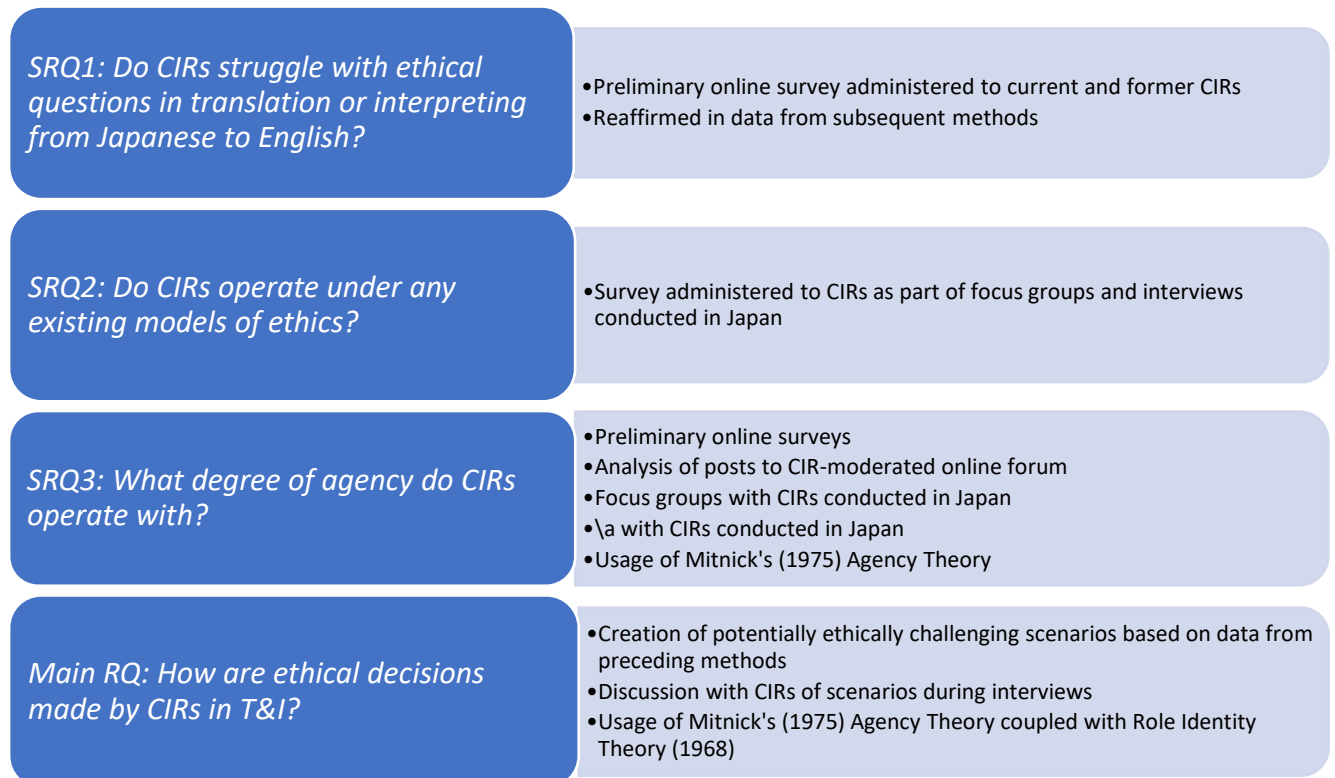 SRQ1: Do CIRs struggle with ethical
questions in translation or interpreting
from Japanese to English?
•Preliminary online survey administered to current and former CIRs
•Reaffirmed in data from subsequent methods
SRQ2: Do CIRs operate under any
existing models of ethics?
•Survey administered to CIRs as part of focus groups and interviews
conducted in Japan
SRQ3: What degree of agency do CIRs
operate with?
•Preliminary online surveys
•Analysis of posts to CIR-moderated online forum
•Focus groups with CIRs conducted in Japan
•\a with CIRs conducted in Japan
•Usage of Mitnick's (1975) Agency Theory
Main RQ: How are ethical decisions
made by CIRs in T&I?
•Creation of potentially ethically challenging scenarios based on data from
preceding methods
•Discussion with CIRs of scenarios during interviews
•Usage of Mitnick's (1975) Agency Theory coupled with Role Identity
Theory (1968)